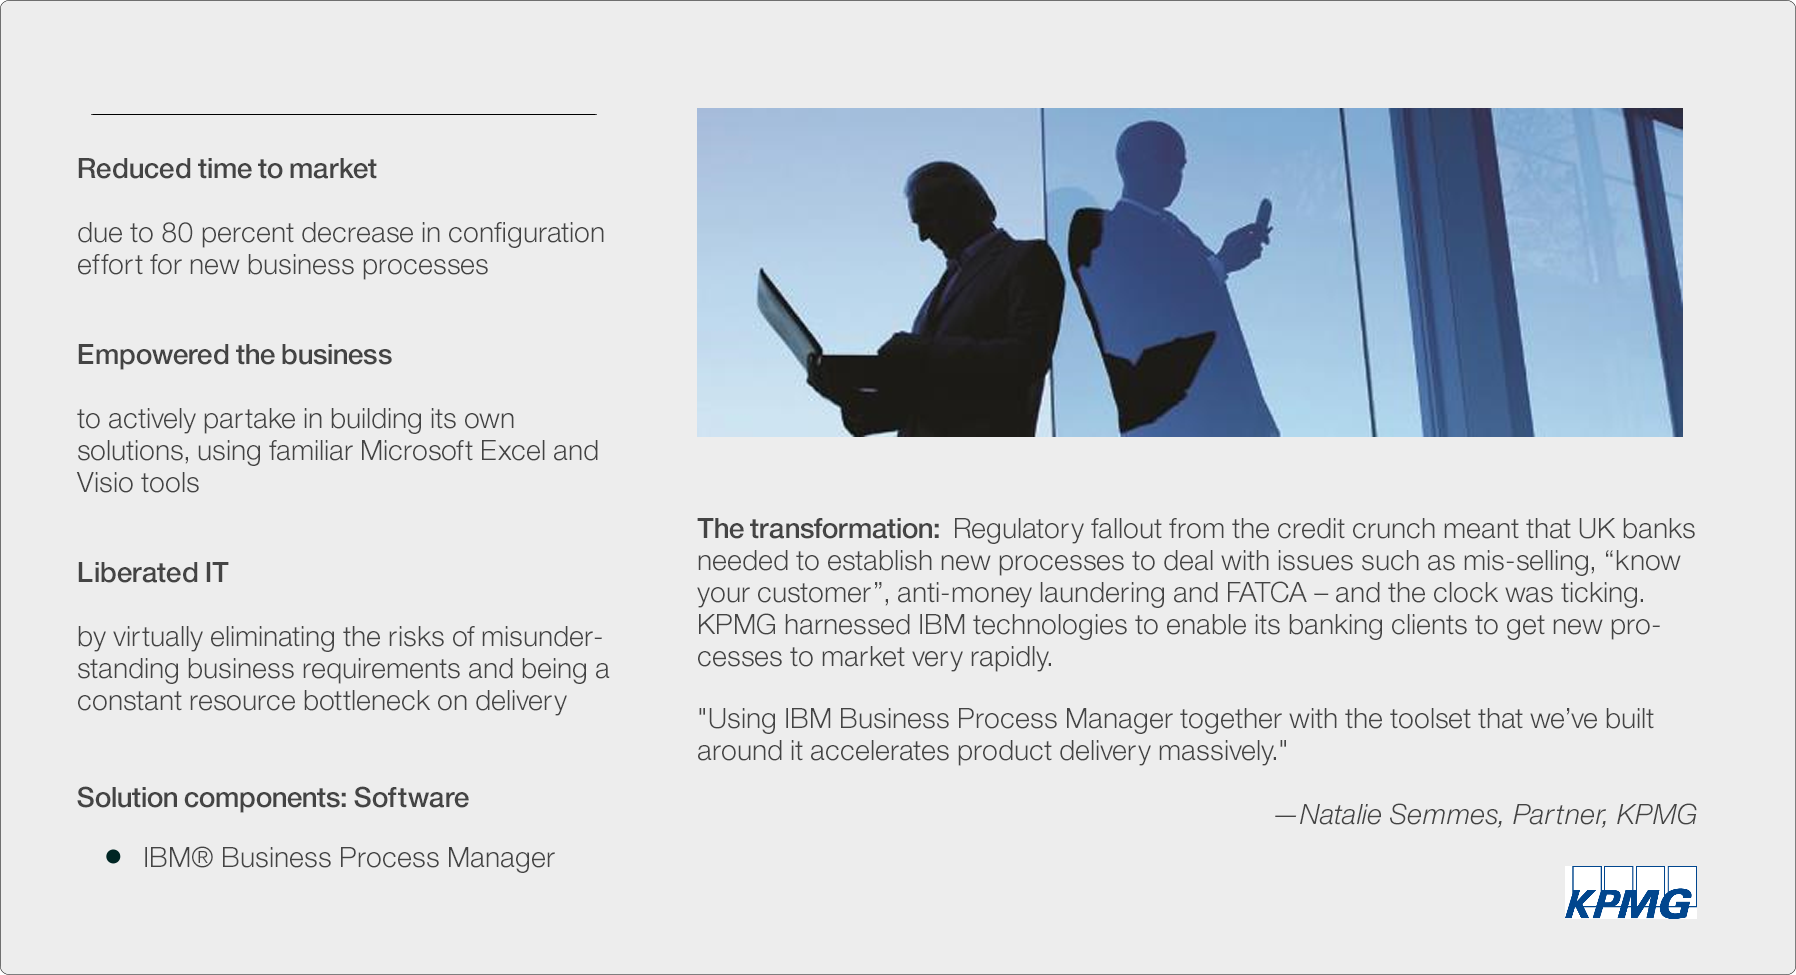 Reduced time to market
due to 80 percent decrease in configuration
effort for new business processes
Empowered the business
to actively partake in building its own
solutions, using familiar Microsoft Excel and
Visio tools
Liberated IT
by virtually eliminating the risks of misunder-
standing business requirements and being a
constant resource bottleneck on delivery
Solution components: Software
● IBM® Business Process Manager
The transformation: Regulatory fallout from the credit crunch meant that UK banks
needed to establish new processes to deal with issues such as mis-selling, “know
your customer”, anti-money laundering and FATCA – and the clock was ticking.
KPMG harnessed IBM technologies to enable its banking clients to get new pro-
cesses to market very rapidly.
"Using IBM Business Process Manager together with the toolset that we’ve built
around it accelerates product delivery massively."
—Natalie Semmes, Partner, KPMG
KPMG